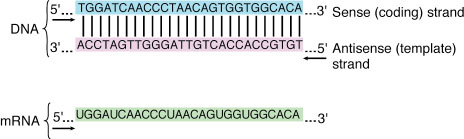 5'... TGGATCAACCCTAACAGTGGTGGCACA ...3' Sense (coding) strand
DNA
3'... ACCTAGTTGGGATTGTCACCACCGTGT ...5' Antisense (template) strand
mRNA 5'... UGGAUCAACCCUAACAGUGGUGGCACA ...3'